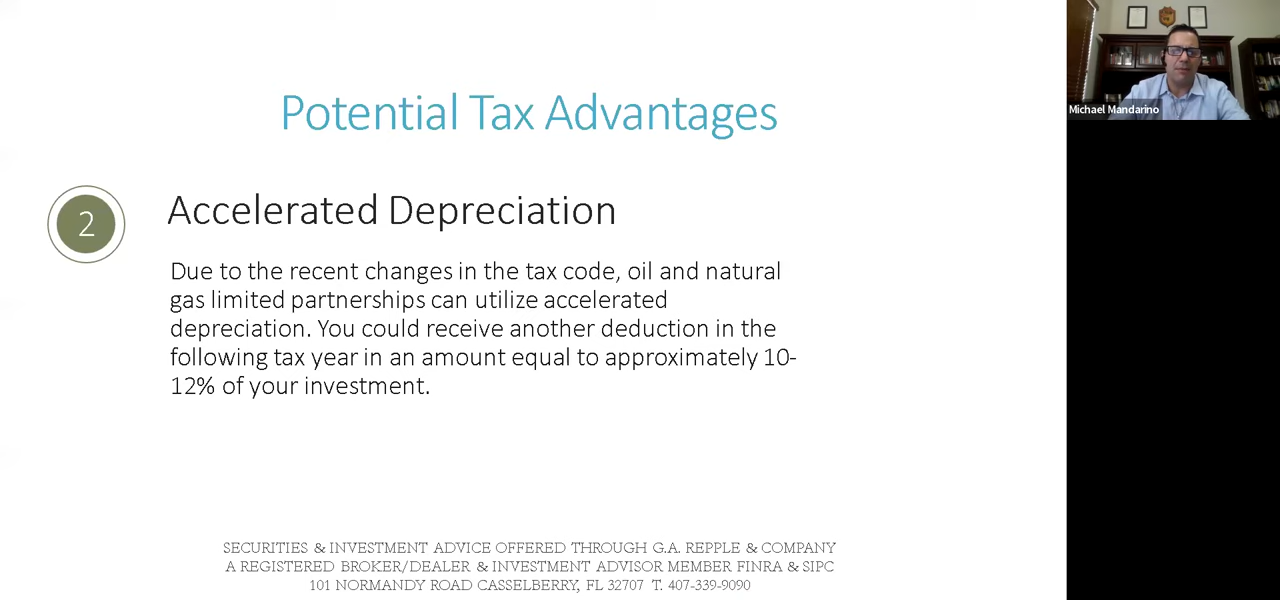 Potential Tax Advantages
2
Accelerated Depreciation
Due to the recent changes in the tax code, oil and natural
gas limited partnerships can utilize accelerated
depreciation. You could receive another deduction in the
following tax year in an amount equal to approximately 10-
12% of your investment.
SECURITIES & INVESTMENT ADVICE OFFERED THROUGH G.A. REPPLE & COMPANY
A REGISTERED BROKER/DEALER & INVESTMENT ADVISOR MEMBER FINRA & SIPC
101 NORMANDY ROAD CASSELBERRY, FL 32707 T. 407-339-9090
Michael Mandarino